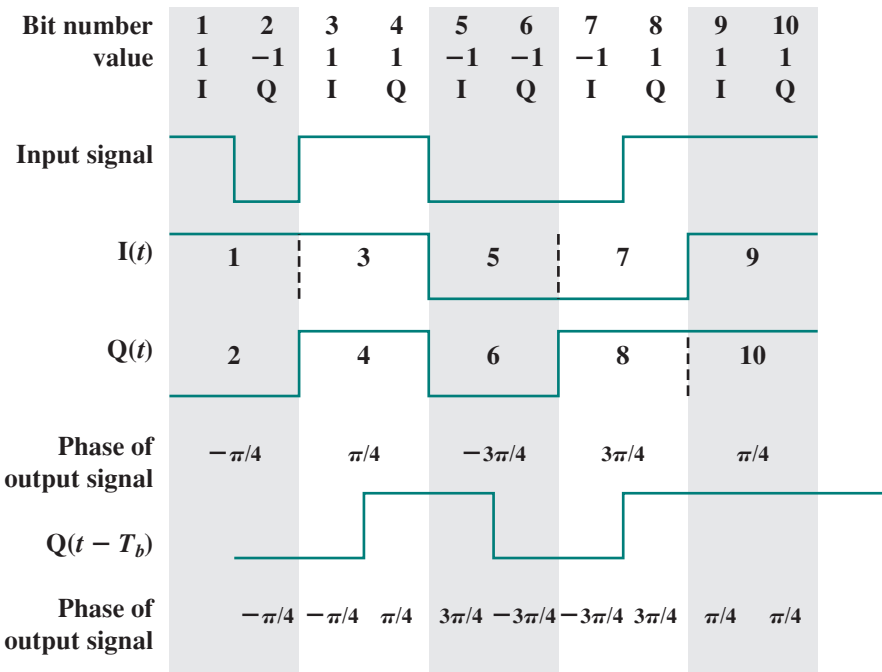 Bit number 1 2 3 4 5 6 7 8 9 10
value 1 −1 1 1 −1 −1 −1 1 1 1
I Q I Q I Q I Q I Q
Input signal
I(t) 1 3 5 7 9
Q(t) 2 4 6 8 10
Phase of
output signal −π/4 π/4 −3π/4 3π/4 π/4
Q(t − T_b)
Phase of
output signal −π/4 −π/4 π/4 3π/4 −3π/4 −3π/4 3π/4 π/4 π/4